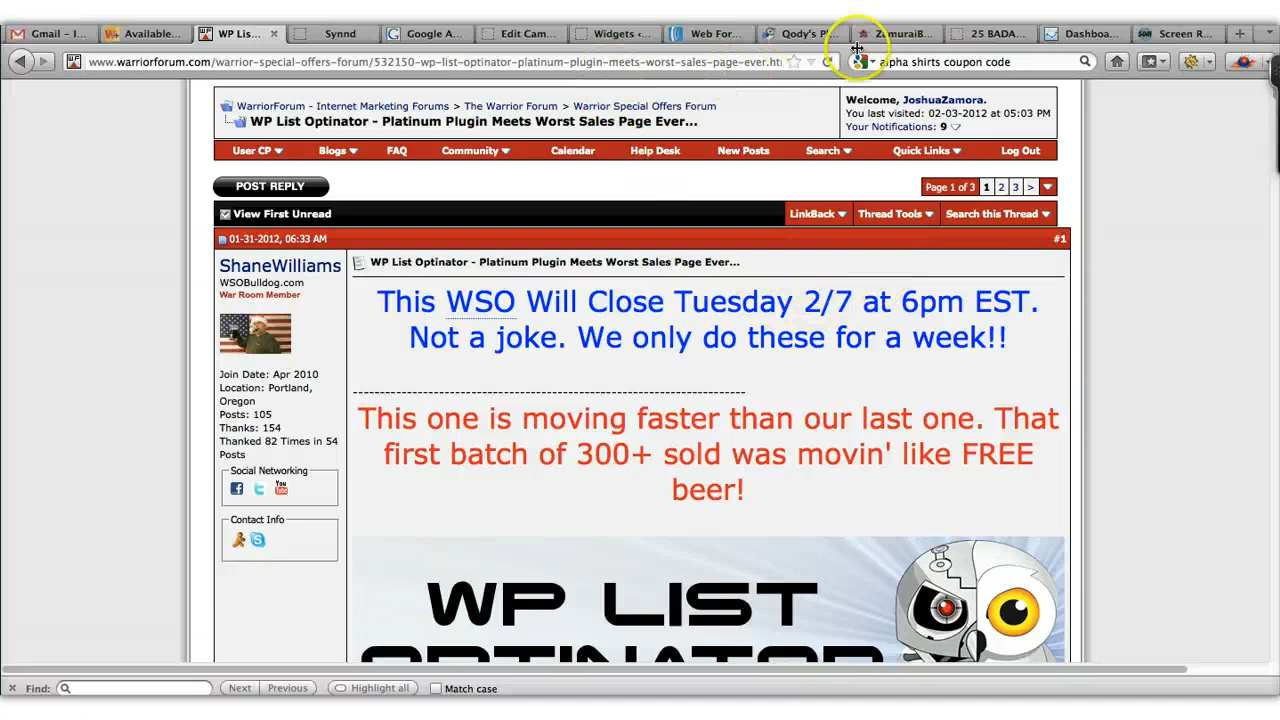 Gmail – I...
Available...
WP Lis...
Synnd
Google A...
Edit Cam...
Widgets ‹...
Web For...
Qody's P...
ZamuraiB...
25 BADA...
Dashboa...
Screen R...
www.warriorforum.com/warrior-special-offers-forum/532150-wp-list-optinator-platinum-plugin-meets-worst-sales-page-ever.ht
alpha shirts coupon code
WarriorForum - Internet Marketing Forums > The Warrior Forum > Warrior Special Offers Forum
WP List Optinator - Platinum Plugin Meets Worst Sales Page Ever...
Welcome, JoshuaZamora.
You last visited: 02-03-2012 at 05:03 PM
Your Notifications: 9
User CP Blogs FAQ Community Calendar Help Desk New Posts Search Quick Links Log Out
POST REPLY
Page 1 of 3 1 2 3 >
View First Unread
LinkBack Thread Tools Search this Thread
01-31-2012, 06:33 AM
#1
ShaneWilliams
WSOBulldog.com
War Room Member
Join Date: Apr 2010
Location: Portland,
Oregon
Posts: 105
Thanks: 154
Thanked 82 Times in 54
Posts
Social Networking
Contact Info
WP List Optinator - Platinum Plugin Meets Worst Sales Page Ever...
This WSO Will Close Tuesday 2/7 at 6pm EST.
Not a joke. We only do these for a week!!
------------------------------------------------------------------
This one is moving faster than our last one. That
first batch of 300+ sold was movin' like FREE
beer!
WP LIST
OPTINATOR
Find: Next Previous Highlight all Match case